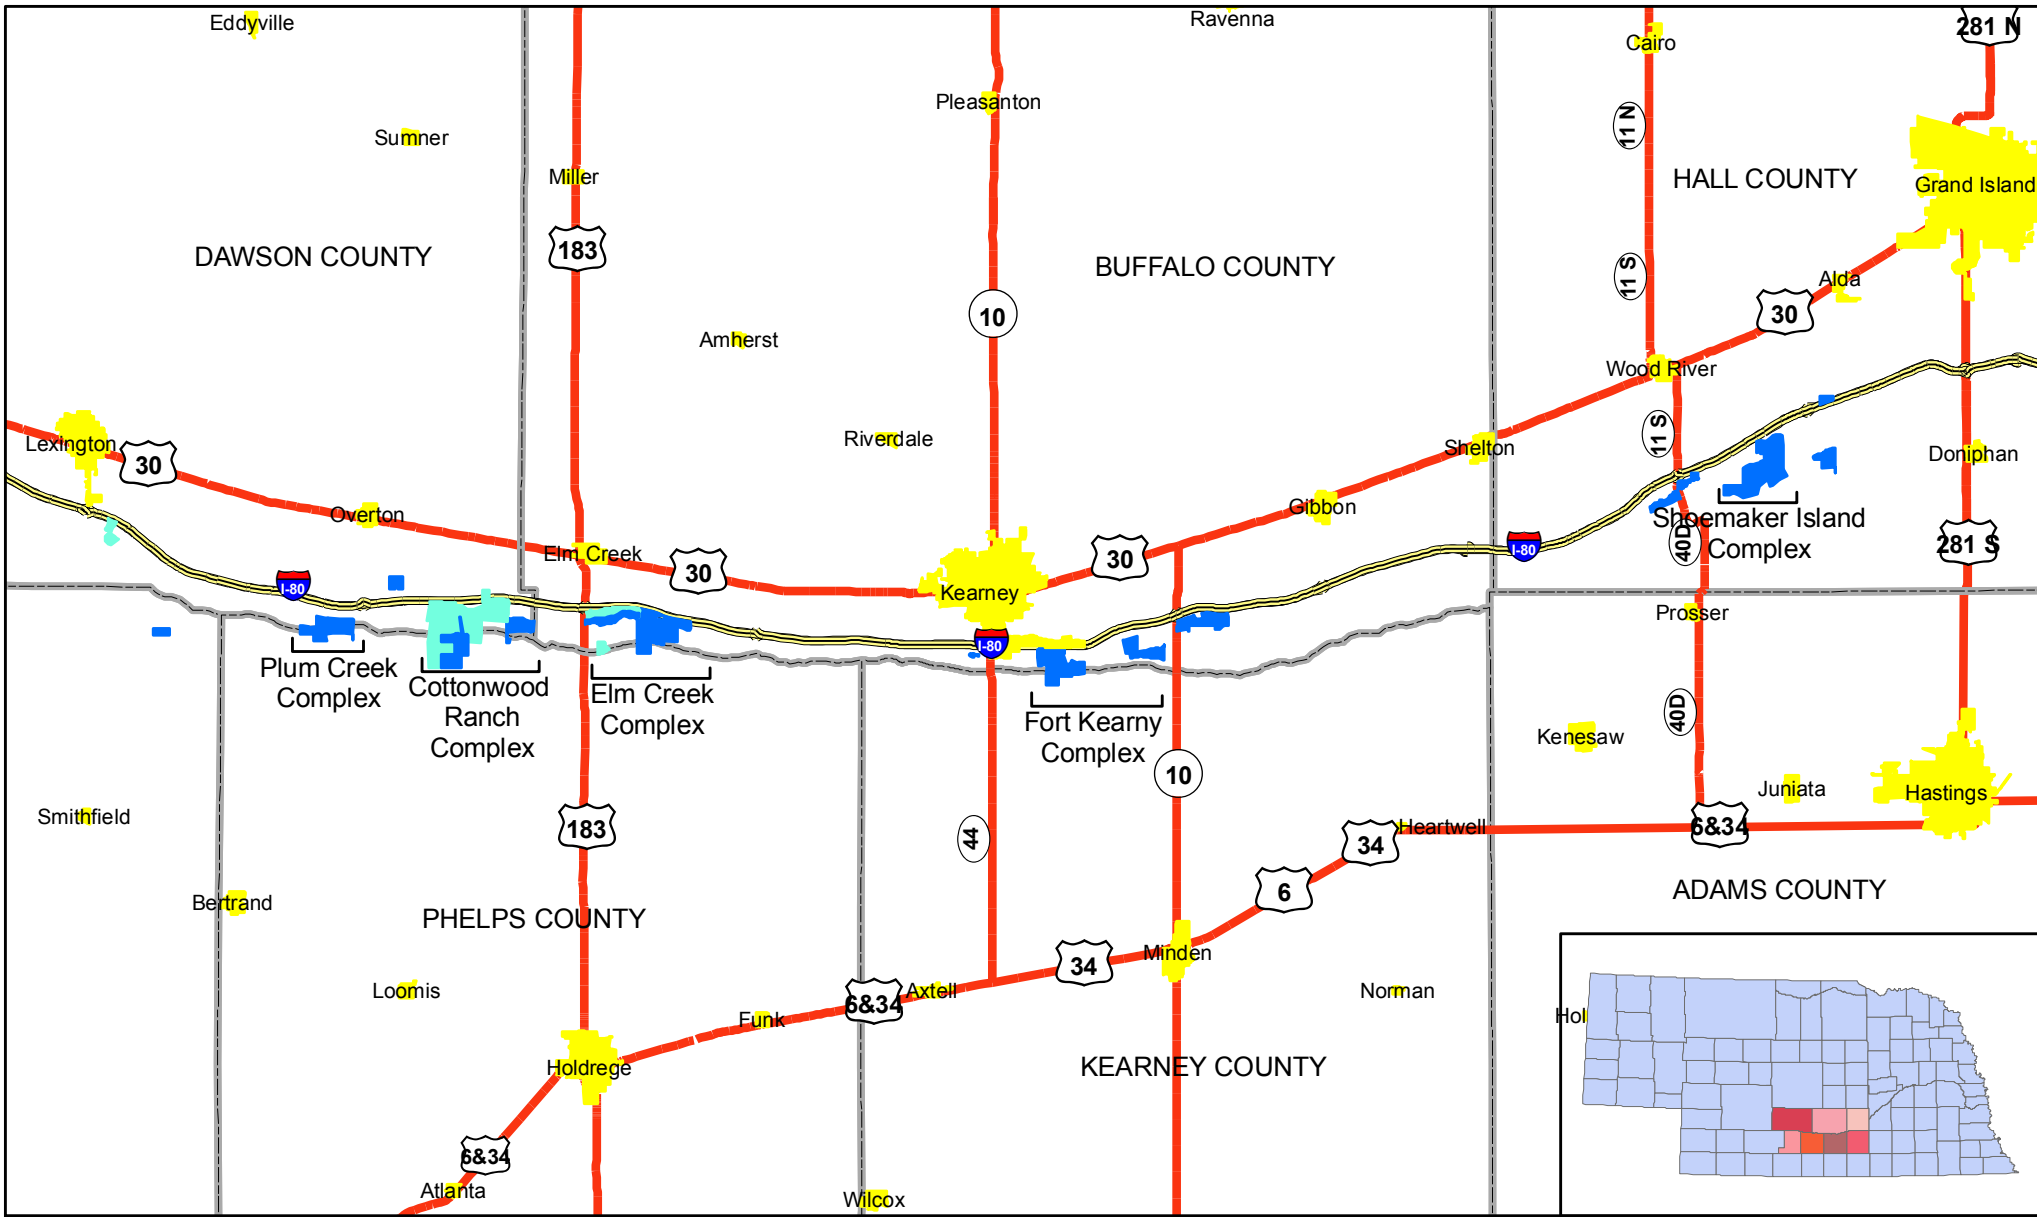 Eddyville
Ravenna
281 N
Cairo
Pleasanton
11 N
Sumner
Miller
HALL COUNTY
Grand Island
183
DAWSON COUNTY
BUFFALO COUNTY
11 S
Alda
10
30
Amherst
Wood River
Lexington
30
Riverdale
11 S
Shelton
Doniphan
Overton
Gibbon
Shoemaker Island
Complex
40D
281 S
I-80
Elm Creek
30
30
I-80
Kearney
Prosser
I-80
Plum Creek
Complex
Cottonwood
Ranch
Complex
Elm Creek
Complex
Fort Kearny
Complex
40D
Kenesaw
10
Juniata
Hastings
Smithfield
183
44
34
Heartwell
6&34
6
ADAMS COUNTY
Bertrand
PHELPS COUNTY
34
Minden
Loomis
6&34
Axtell
Norman
Funk
Hol
Holdrege
KEARNEY COUNTY
6&34
Atlanta
Wilcox